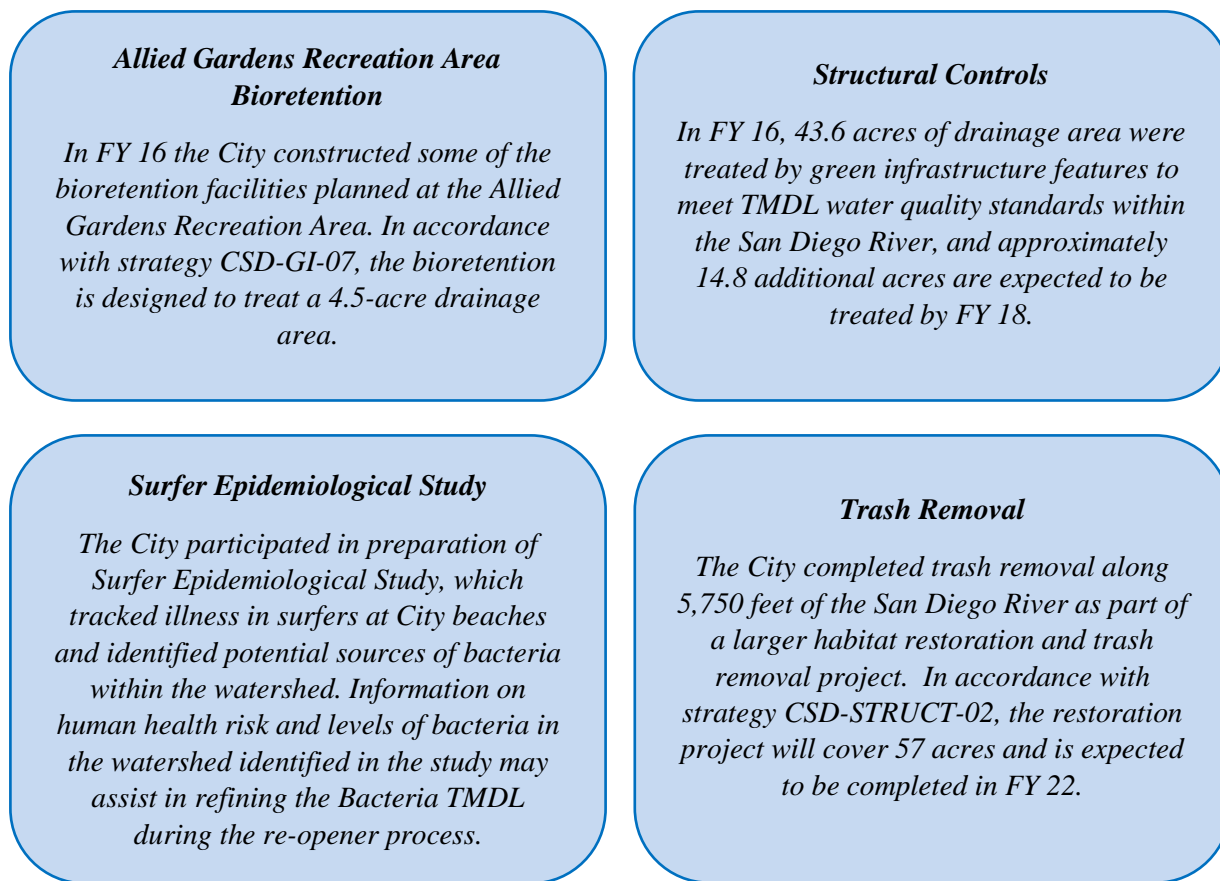 Allied Gardens Recreation Area
Bioretention
In FY 16 the City constructed some of the
bioretention facilities planned at the Allied
Gardens Recreation Area. In accordance
with strategy CSD-GI-07, the bioretention
is designed to treat a 4.5-acre drainage
area.
Structural Controls
In FY 16, 43.6 acres of drainage area were
treated by green infrastructure features to
meet TMDL water quality standards within
the San Diego River, and approximately
14.8 additional acres are expected to be
treated by FY 18.
Surfer Epidemiological Study
The City participated in preparation of
Surfer Epidemiological Study, which
tracked illness in surfers at City beaches
and identified potential sources of bacteria
within the watershed. Information on
human health risk and levels of bacteria in
the watershed identified in the study may
assist in refining the Bacteria TMDL
during the re-opener process.
Trash Removal
The City completed trash removal along
5,750 feet of the San Diego River as part of
a larger habitat restoration and trash
removal project.  In accordance with
strategy CSD-STRUCT-02, the restoration
project will cover 57 acres and is expected
to be completed in FY 22.